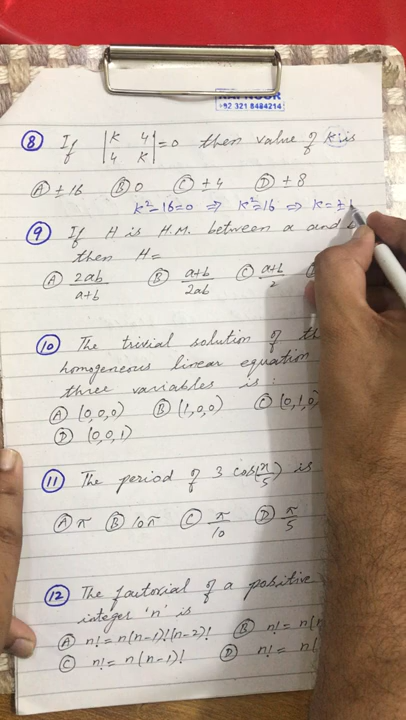 +92 321 8484214
⑧ If |K 4| = 0 then value of K is
|4 K|
Ⓐ ±16 Ⓑ 0 Ⓒ ±4 Ⓓ ±8
K²-16=0 ⇒ K²=16 ⇒ K=±
⑨ If H is H.M. between a and
then H=
Ⓐ 2ab/a+b Ⓑ a+b/2ab Ⓒ a+b/2
⑩ The trivial solution of th
homogeneous linear equation
three variables is :
Ⓐ (0,0,0) Ⓑ (1,0,0) Ⓒ (0,1,0
Ⓓ (0,0,1)
⑪ The period of 3 cos(x/5) is
Ⓐ π Ⓑ 10π Ⓒ π/10 Ⓓ π/5
⑫ The factorial of a positive
integer 'n' is
Ⓐ n! = n(n-1)!(n-2)! Ⓑ n! = n(n
Ⓒ n! = n(n-1)! Ⓓ n! = n(